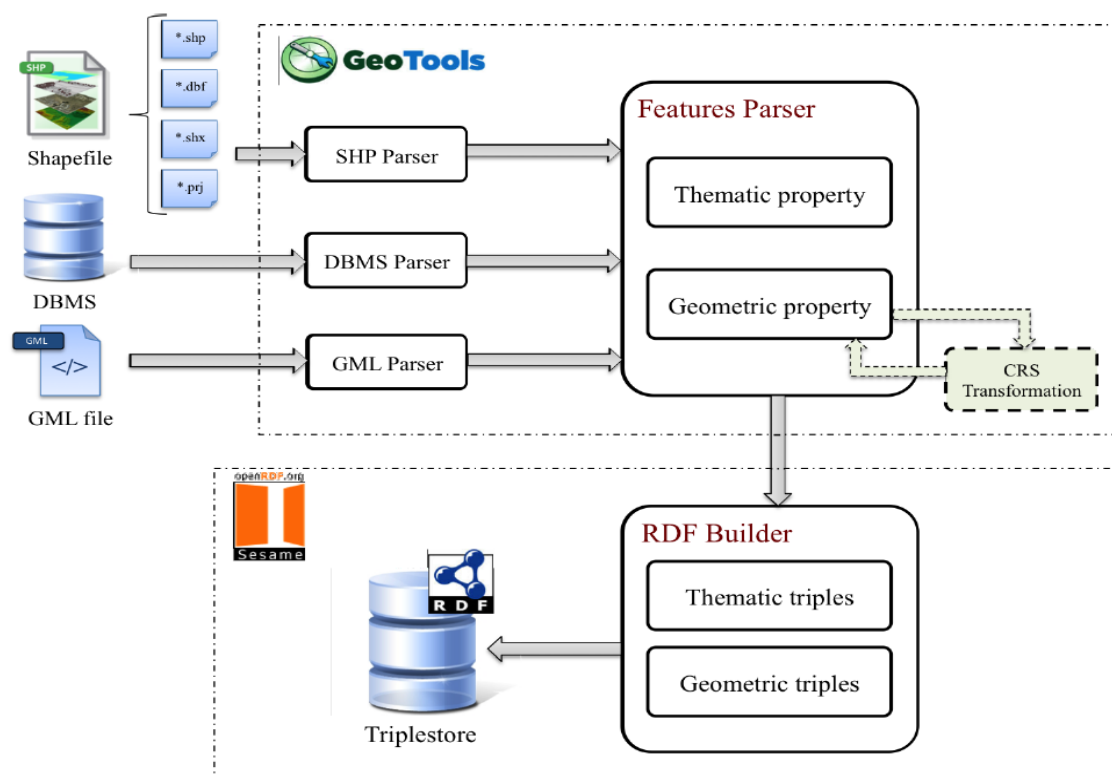 SHP
Shapefile
*.shp
*.dbf
*.shx
*.prj
DBMS
GML
</>
GML file
GeoTools
SHP Parser
DBMS Parser
GML Parser
Features Parser
Thematic property
Geometric property
CRS
Transformation
openRDF.org
Sesame
RDF
Triplestore
RDF Builder
Thematic triples
Geometric triples